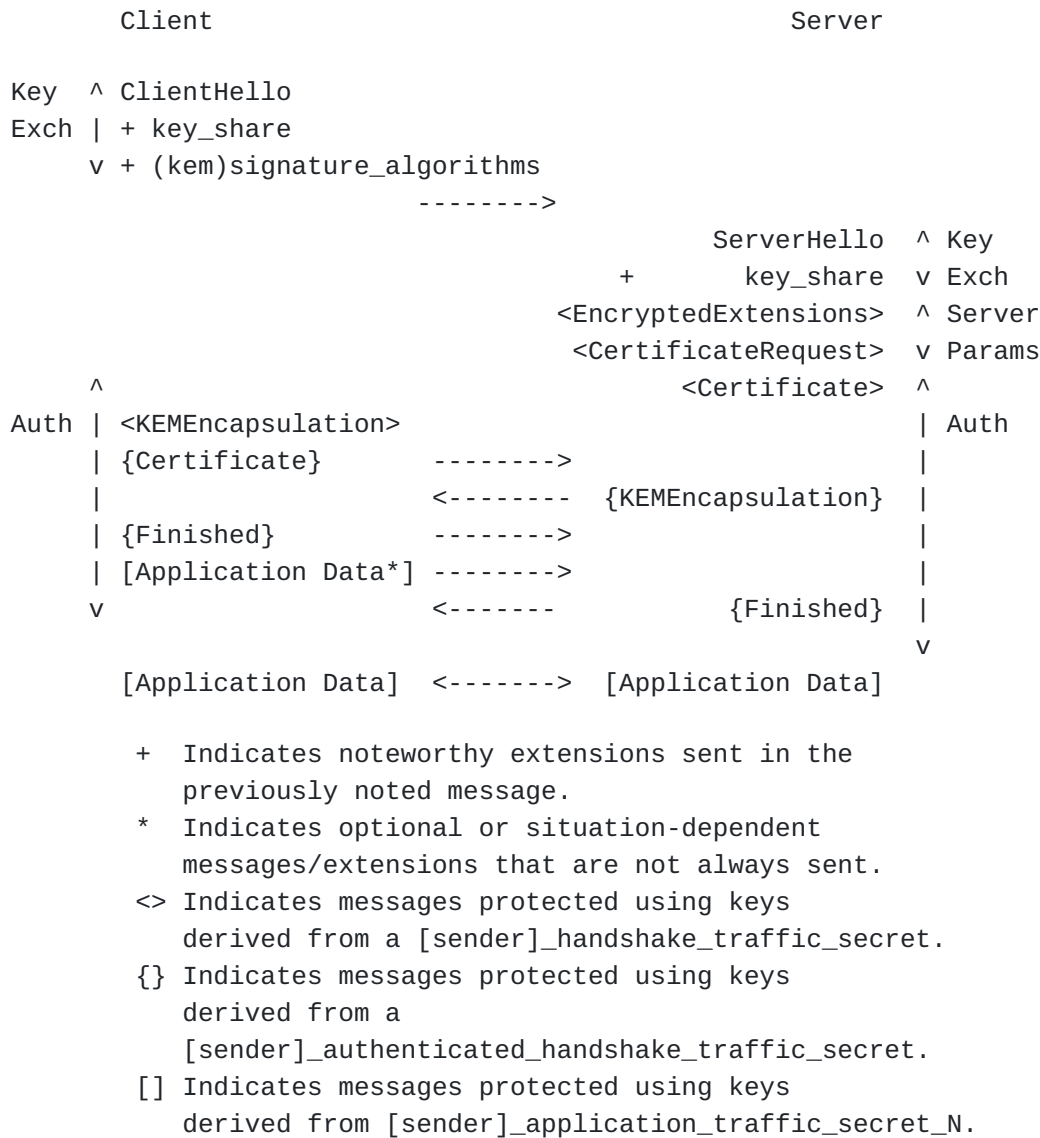 Client                                     Server

Key  ^ ClientHello
Exch | + key_share
     v + (kem)signature_algorithms
                          -------->
                                             ServerHello  ^ Key
                                       +       key_share  v Exch
                                   <EncryptedExtensions>  ^ Server
                                    <CertificateRequest>  v Params
     ^                                     <Certificate>  ^
Auth | <KEMEncapsulation>                                 | Auth
     | {Certificate}       -------->                      |
     |                     <--------  {KEMEncapsulation}  |
     | {Finished}          -------->                      |
     | [Application Data*] -------->                      |
     v                     <-------           {Finished}  |
                                                          v
       [Application Data]  <------->  [Application Data]

        +  Indicates noteworthy extensions sent in the
           previously noted message.
        *  Indicates optional or situation-dependent
           messages/extensions that are not always sent.
        <> Indicates messages protected using keys
           derived from a [sender]_handshake_traffic_secret.
        {} Indicates messages protected using keys
           derived from a
           [sender]_authenticated_handshake_traffic_secret.
        [] Indicates messages protected using keys
           derived from [sender]_application_traffic_secret_N.